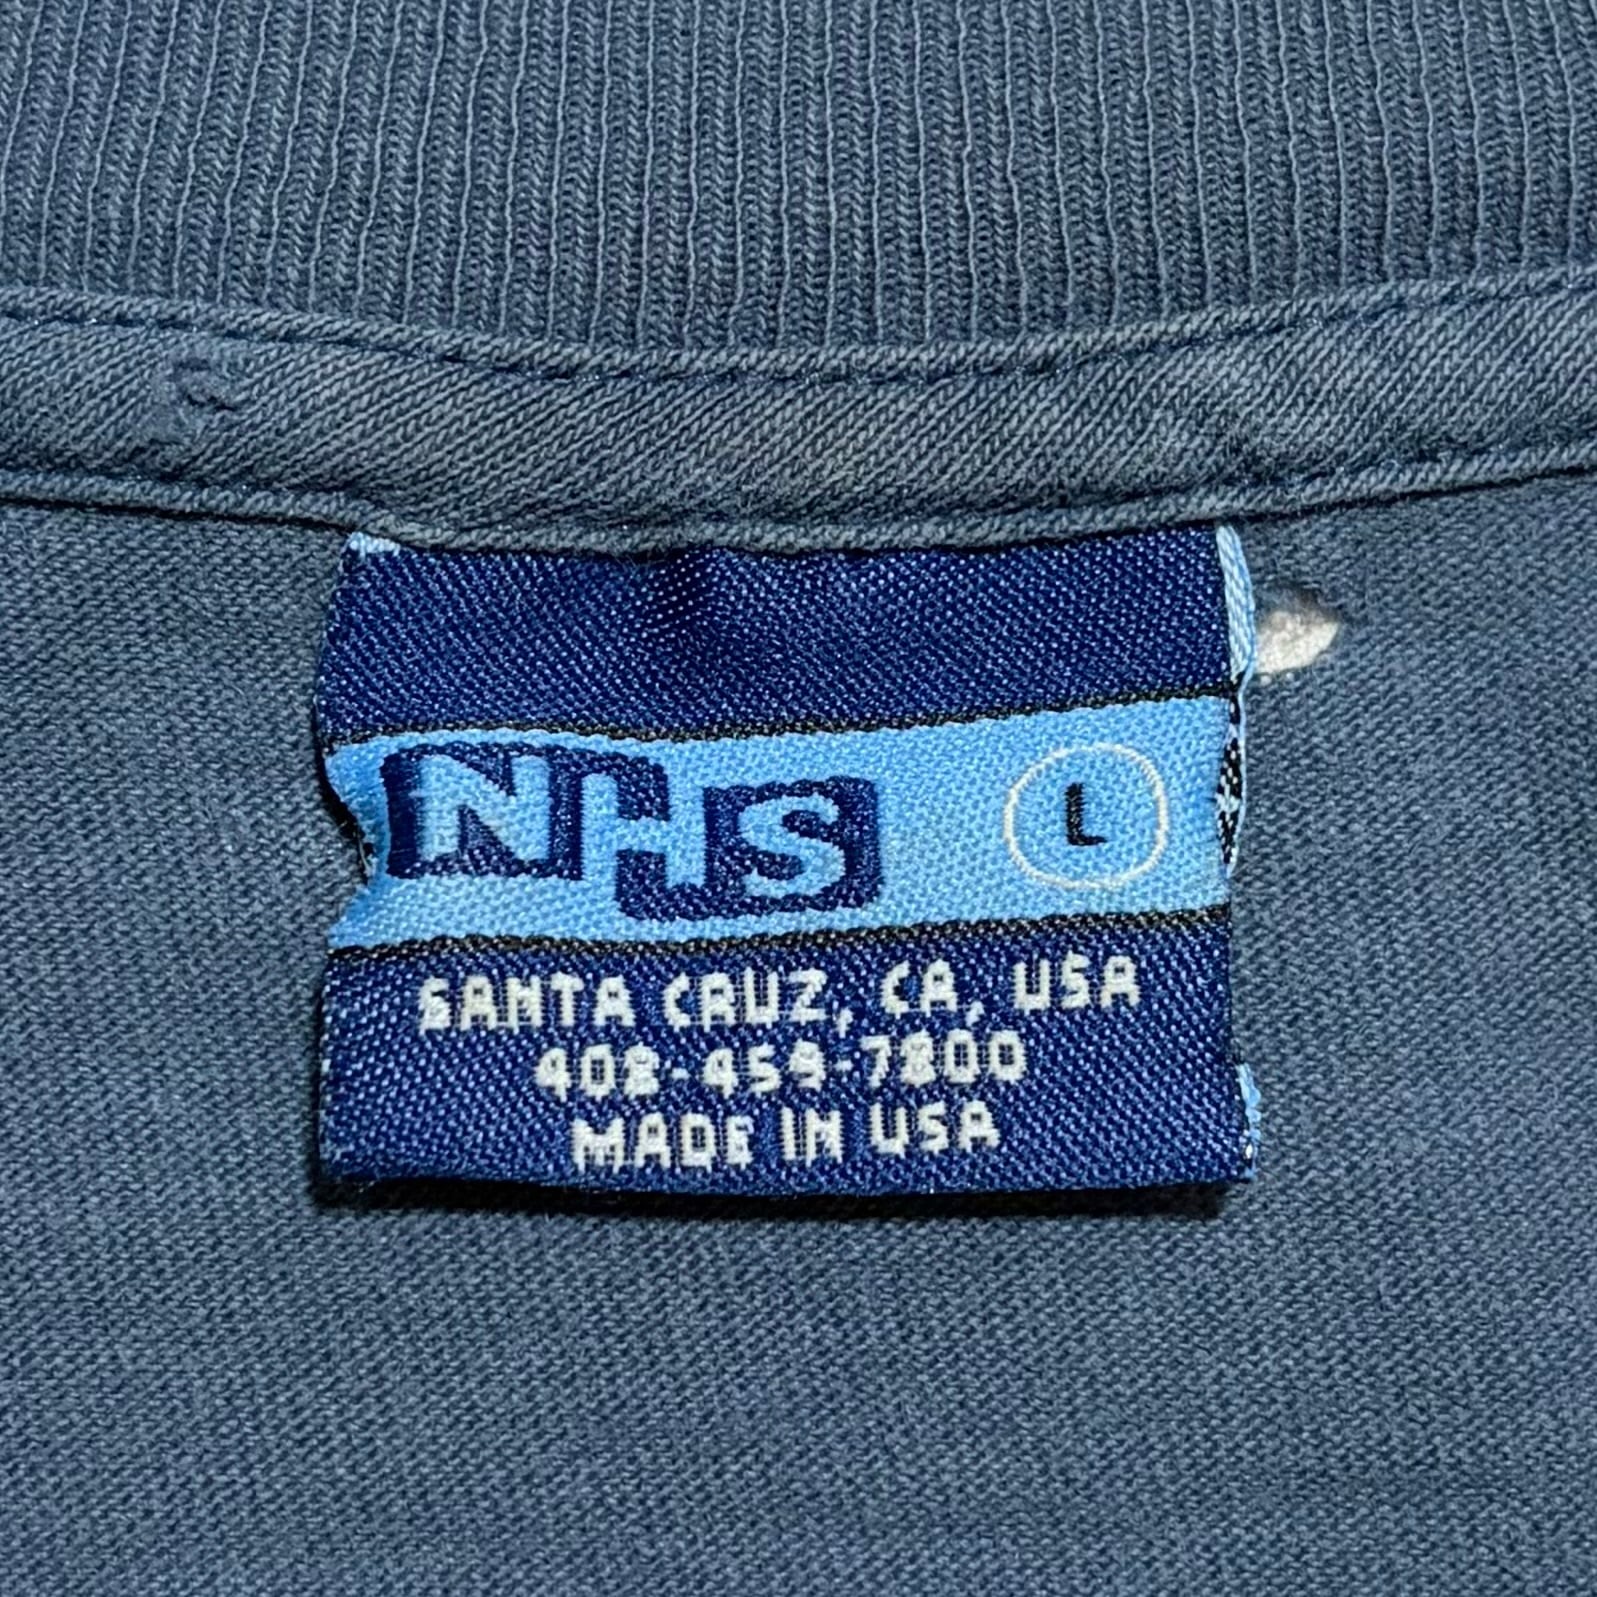 NHS L
SANTA CRUZ, CA, USA
408-459-7800
MADE IN USA